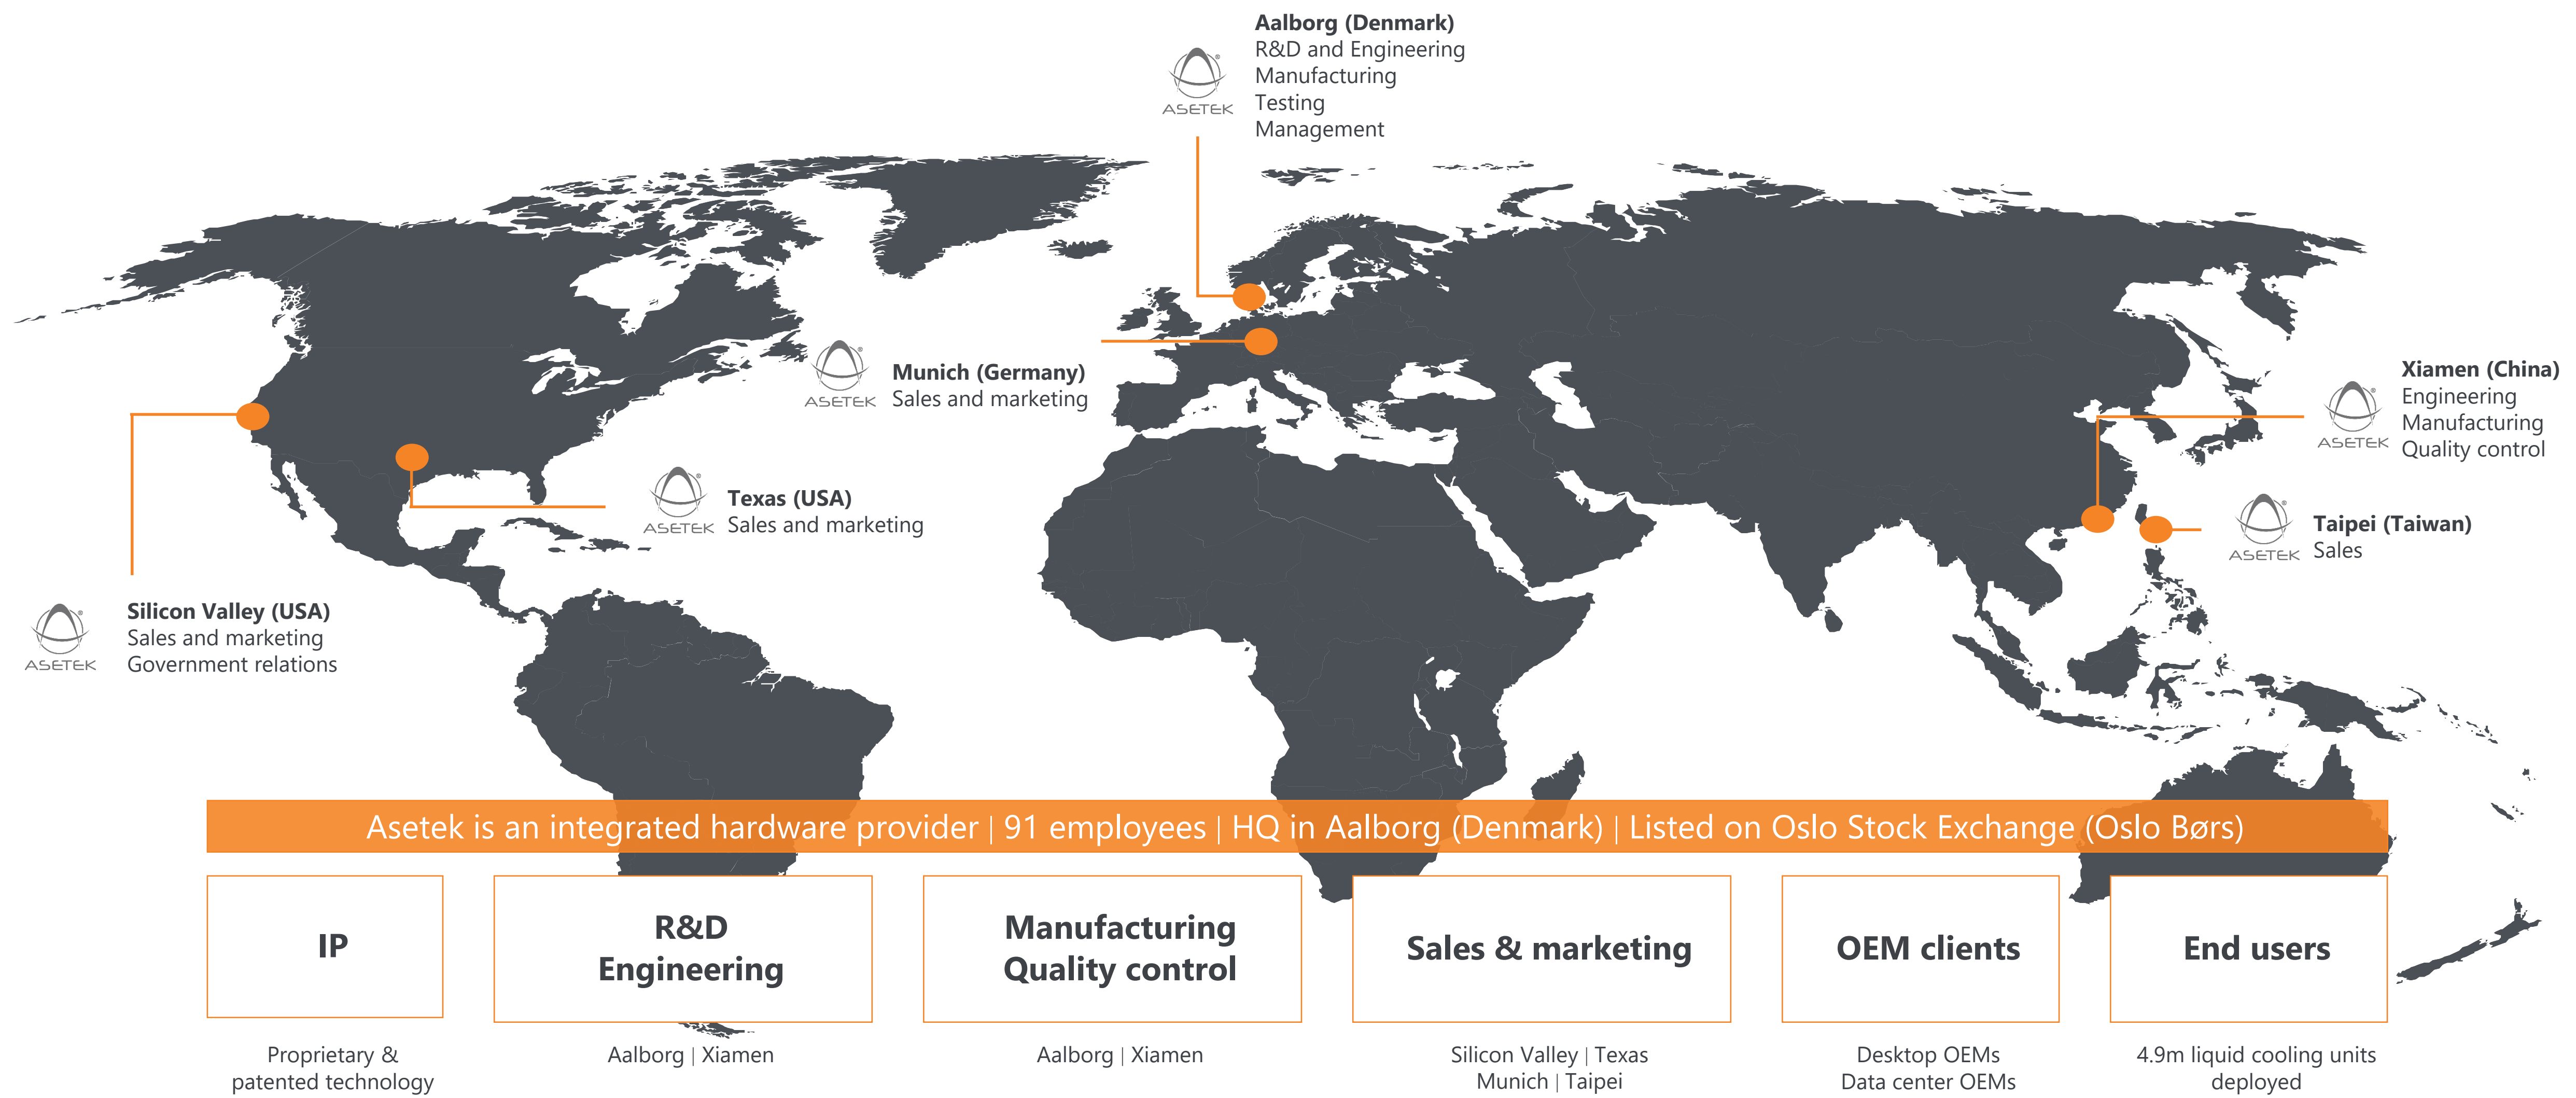 Aalborg (Denmark)
R&D and Engineering
Manufacturing
Testing
Management
ASETEK
®
Munich (Germany)
Sales and marketing
ASETEK
®
Xiamen (China)
Engineering
Manufacturing
Quality control
ASETEK
®
Texas (USA)
Sales and marketing
ASETEK
®
Taipei (Taiwan)
Sales
ASETEK
®
Silicon Valley (USA)
Sales and marketing
Government relations
ASETEK
®
Asetek is an integrated hardware provider | 91 employees | HQ in Aalborg (Denmark) | Listed on Oslo Stock Exchange (Oslo Børs)
IP
Proprietary &
patented technology
R&D
Engineering
Aalborg | Xiamen
Manufacturing
Quality control
Aalborg | Xiamen
Sales & marketing
Silicon Valley | Texas
Munich | Taipei
OEM clients
Desktop OEMs
Data center OEMs
End users
4.9m liquid cooling units
deployed